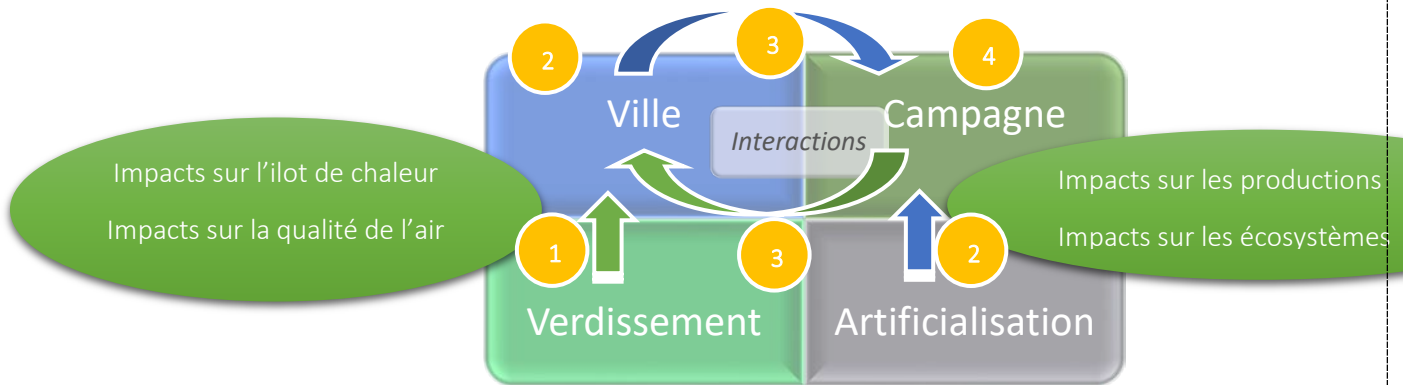 2
3
4
Ville
Campagne
Interactions
Impacts sur l'ilot de chaleur
Impacts sur la qualité de l'air
Impacts sur les productions
Impacts sur les écosystèmes
1
3
2
Verdissement
Artificialisation